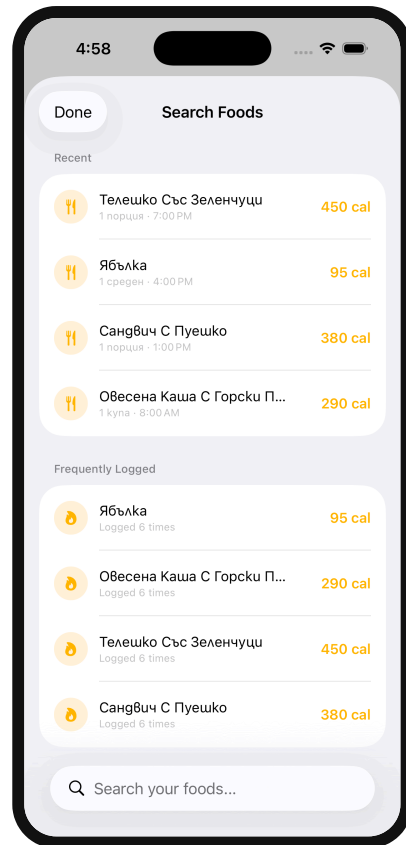 4:58
Done
Search Foods
Recent
Телешко Със Зеленчуци
1 порция · 7:00 PM
450 cal
Ябълка
1 среден · 4:00 PM
95 cal
Сандвич С Пуешко
1 порция · 1:00 PM
380 cal
Овесена Каша С Горски П...
1 купа · 8:00 AM
290 cal
Frequently Logged
Ябълка
Logged 6 times
95 cal
Овесена Каша С Горски П...
Logged 6 times
290 cal
Телешко Със Зеленчуци
Logged 6 times
450 cal
Сандвич С Пуешко
Logged 6 times
380 cal
Search your foods...